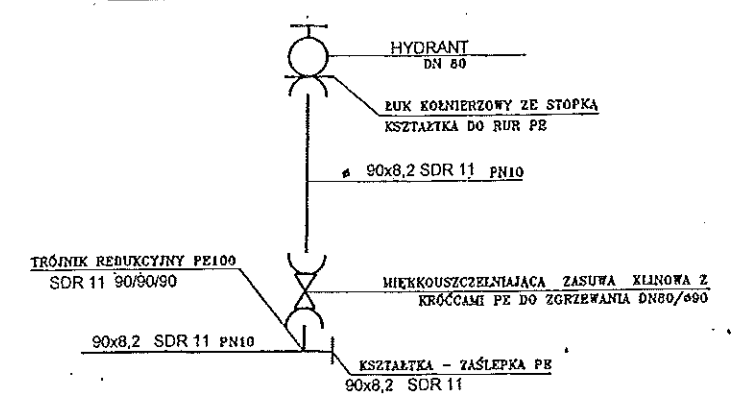 HYDRANT
DN 80
ŁUK KOŁNIERZOWY ZE STOPKĄ
KSZTAŁTKA DO RUR PE
ø 90x8,2 SDR 11 PN10
TRÓJNIK REDUKCYJNY PE100
SDR 11 90/90/90
MIĘKKOUSZCZELNIAJĄCA ZASUWA KLINOWA Z
KRÓĆCAMI PE DO ZGRZEWANIA DN80/ø90
90x8,2 SDR 11 PN10
KSZTAŁTKA - ZAŚLEPKA PE
90x8,2 SDR 11